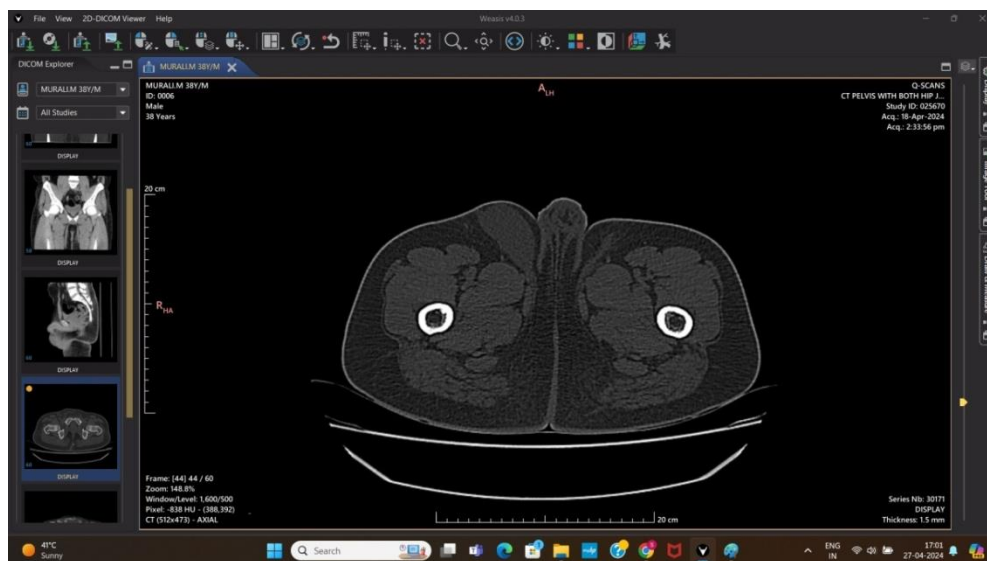 File View 2D-DICOM Viewer Help
Weasis v4.0.3
DICOM Explorer
MURALI.M 38Y/M
MURALI.M 38Y/M
All Studies
DISPLAY
DISPLAY
DISPLAY
DISPLAY
MURALI.M 38Y/M
ID: 0006
Male
38 Years
A LH
Q-SCANS
CT PELVIS WITH BOTH HIP J...
Study ID: 025670
Acq.: 18-Apr-2024
Acq.: 2:33:56 pm
20 cm
R HA
Frame: [44] 44 / 60
Zoom: 148.8%
Window/Level: 1,600/500
Pixel: -838 HU - (388,392)
CT (512x473) - AXIAL
20 cm
Series Nb: 30171
DISPLAY
Thickness: 1.5 mm
41°C
Sunny
Search
ENG
IN
17:01
27-04-2024